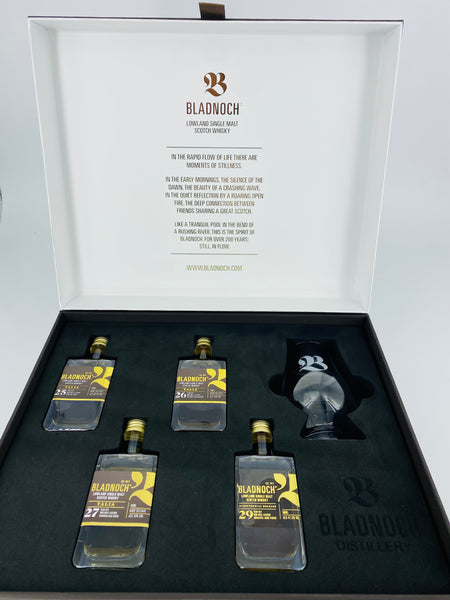 B
BLADNOCH®
LOWLAND SINGLE MALT
SCOTCH WHISKY
IN THE RAPID FLOW OF LIFE THERE ARE
MOMENTS OF STILLNESS.
IN THE EARLY MORNINGS, THE SILENCE OF THE
DAWN, THE BEAUTY OF A CRASHING WAVE.
IN THE QUIET REFLECTION BY A ROARING OPEN
FIRE, THE DEEP CONNECTION BETWEEN
FRIENDS SHARING A GREAT SCOTCH.
LIKE A TRANQUIL POOL IN THE BEND OF
A RUSHING RIVER, THIS IS THE SPIRIT OF
BLADNOCH. FOR OVER 200 YEARS;
STILL, IN FLOW.
WWW.BLADNOCH.COM
BLADNOCH
TALIA
25
BLADNOCH
TALIA
26
B
BLADNOCH
LOWLAND SINGLE MALT
SCOTCH WHISKY
TALIA
27
BLADNOCH
LOWLAND SINGLE MALT
SCOTCH WHISKY
29
B
BLADNOCH
DISTILLERY